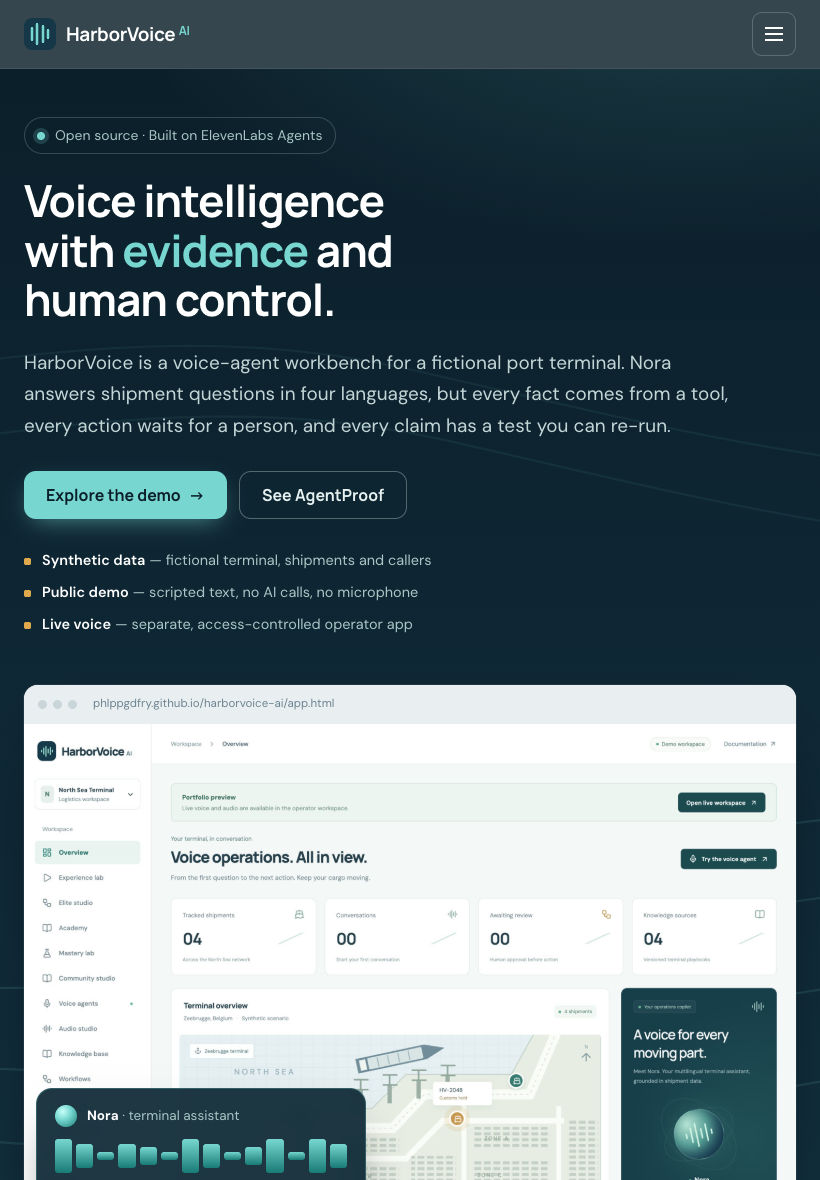 HarborVoice AI
Open source · Built on ElevenLabs Agents
Voice intelligence
with evidence and
human control.
HarborVoice is a voice-agent workbench for a fictional port terminal. Nora
answers shipment questions in four languages, but every fact comes from a tool,
every action waits for a person, and every claim has a test you can re-run.
Explore the demo →
See AgentProof
Synthetic data — fictional terminal, shipments and callers
Public demo — scripted text, no AI calls, no microphone
Live voice — separate, access-controlled operator app
phlppgdfry.github.io/harborvoice-ai/app.html
HarborVoice AI
N
North Sea Terminal
Logistics workspace
Workspace
Overview
Experience lab
Elite studio
Academy
Mastery lab
Community studio
Voice agents
Audio studio
Knowledge base
Workflows
Workspace > Overview
Demo workspace
Documentation ↗
Portfolio preview
Live voice and audio are available in the operator workspace.
Open live workspace ↗
Your terminal, in conversation
Voice operations. All in view.
From the first question to the next action. Keep your cargo moving.
Try the voice agent ↗
Tracked shipments
04
Across the North Sea network
Conversations
00
Start your first conversation
Awaiting review
00
Human approval before action
Knowledge sources
04
Versioned terminal playbooks
Terminal overview
Zeebrugge, Belgium · Synthetic scenario
4 shipments
Zeebrugge terminal
NORTH SEA
N
HV-2048
Customs hold
ZONE A
ZONE C
Your operations copilot
A voice for every
moving part.
Meet Nora. Your multilingual terminal assistant,
grounded in shipment data.
Nora
Nora · terminal assistant